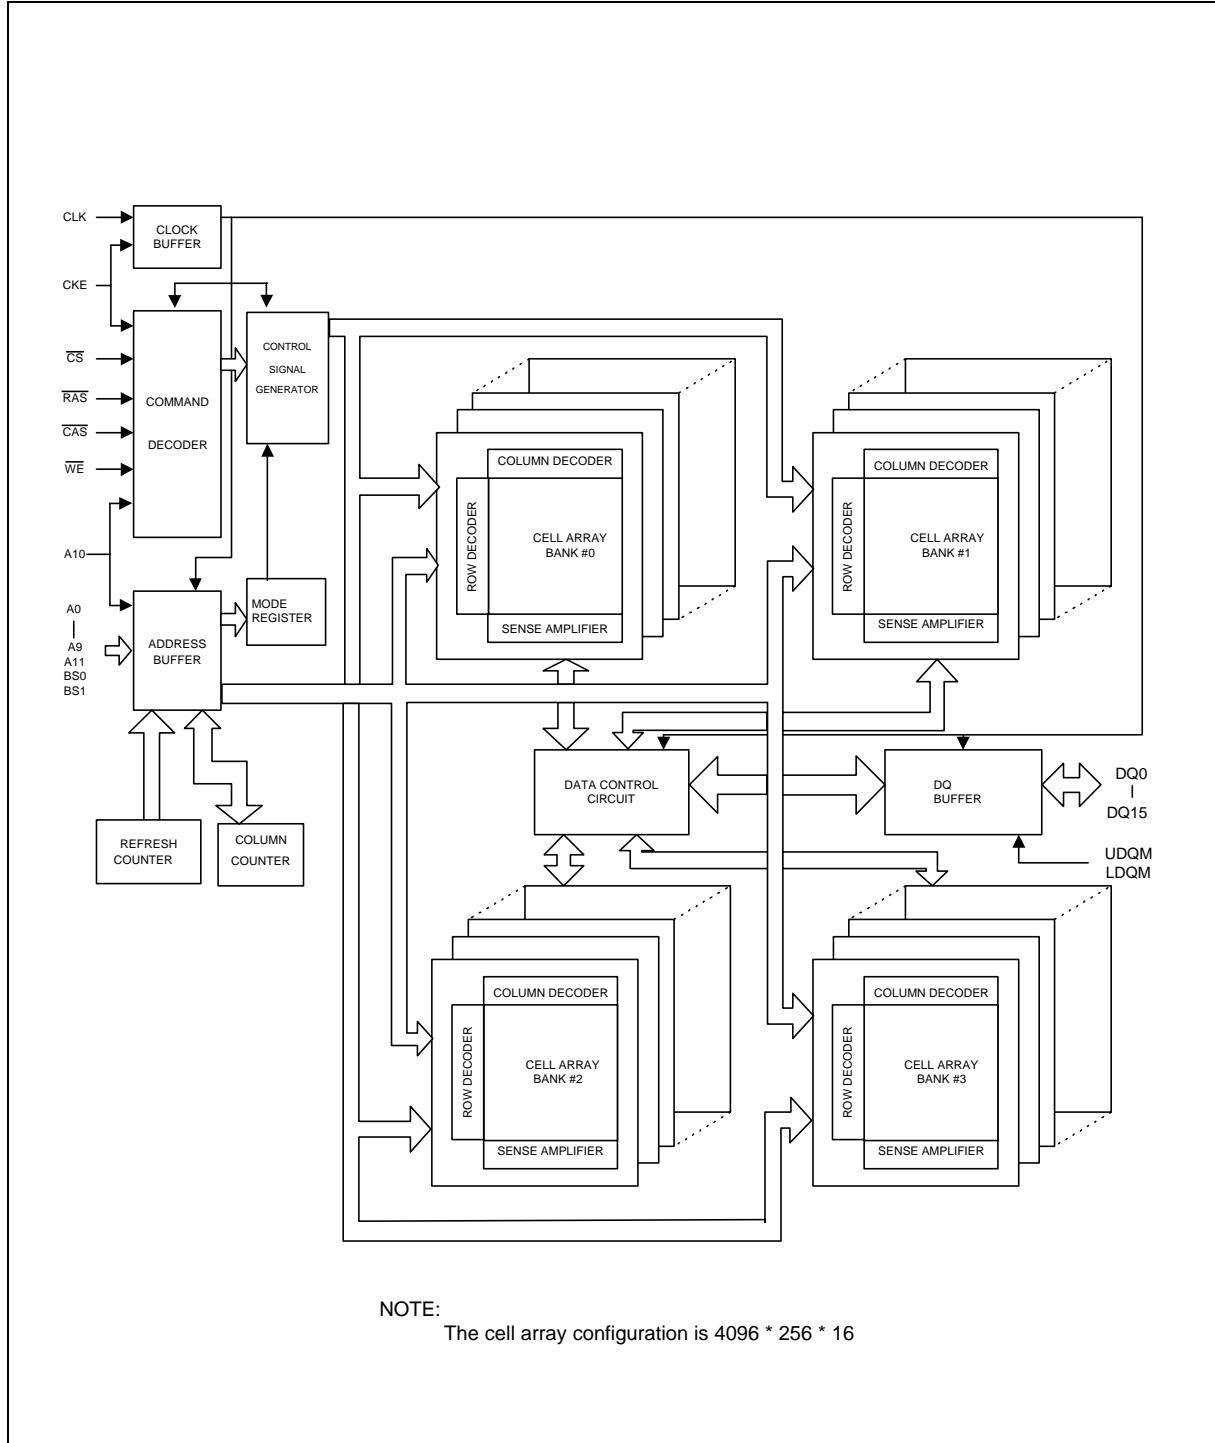 CLK
CLOCK
BUFFER
CKE
CS
RAS
CAS
WE
A10
COMMAND
DECODER
CONTROL
SIGNAL
GENERATOR
A0
A9
A11
BS0
BS1
ADDRESS
BUFFER
MODE
REGISTER
REFRESH
COUNTER
COLUMN
COUNTER
COLUMN DECODER
ROW DECODER
CELL ARRAY
BANK #0
SENSE AMPLIFIER
COLUMN DECODER
ROW DECODER
CELL ARRAY
BANK #1
SENSE AMPLIFIER
DATA CONTROL
CIRCUIT
DQ
BUFFER
DQ0
DQ15
UDQM
LDQM
COLUMN DECODER
ROW DECODER
CELL ARRAY
BANK #2
SENSE AMPLIFIER
COLUMN DECODER
ROW DECODER
CELL ARRAY
BANK #3
SENSE AMPLIFIER
NOTE:
The cell array configuration is 4096 * 256 * 16